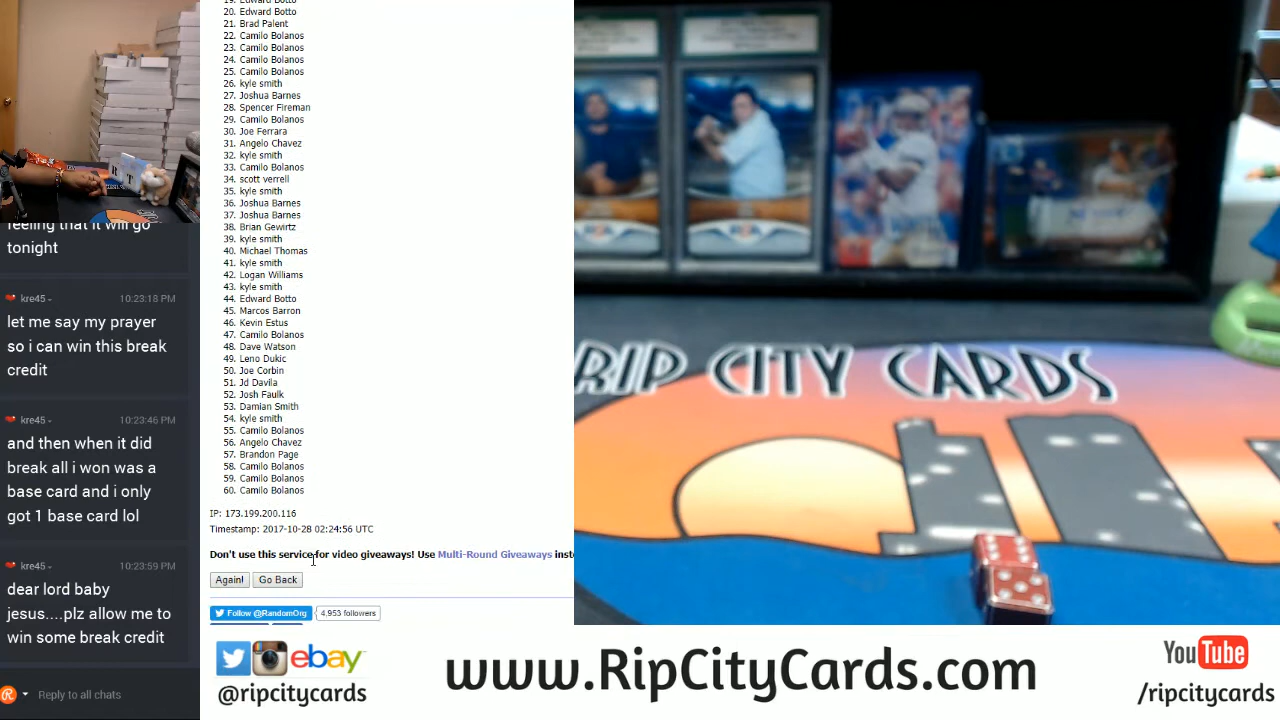 19. Edward Botto
20. Edward Botto
21. Brad Palent
22. Camilo Bolanos
23. Camilo Bolanos
24. Camilo Bolanos
25. Camilo Bolanos
26. kyle smith
27. Joshua Barnes
28. Spencer Fireman
29. Camilo Bolanos
30. Joe Ferrara
31. Angelo Chavez
32. kyle smith
33. Camilo Bolanos
34. scott verrell
35. kyle smith
36. Joshua Barnes
37. Joshua Barnes
38. Brian Gewirtz
39. kyle smith
40. Michael Thomas
41. kyle smith
42. Logan Williams
43. kyle smith
44. Edward Botto
45. Marcos Barron
46. Kevin Estus
47. Camilo Bolanos
48. Dave Watson
49. Leno Dukic
50. Joe Corbin
51. Jd Davila
52. Josh Faulk
53. Damian Smith
54. kyle smith
55. Camilo Bolanos
56. Angelo Chavez
57. Brandon Page
58. Camilo Bolanos
59. Camilo Bolanos
60. Camilo Bolanos
IP: 173.199.200.116
Timestamp: 2017-10-28 02:24:56 UTC
Don't use this service for video giveaways! Use Multi-Round Giveaways inst
Again! Go Back
Follow @RandomOrg 4,953 followers
feeling that it will go
tonight
kre45 10:23:18 PM
let me say my prayer
so i can win this break
credit
kre45 10:23:46 PM
and then when it did
break all i won was a
base card and i only
got 1 base card lol
kre45 10:23:59 PM
dear lord baby
jesus....plz allow me to
win some break credit
Reply to all chats
RIP CITY CARDS
ebay
@ripcitycards
www.RipCityCards.com
YouTube
/ripcitycards